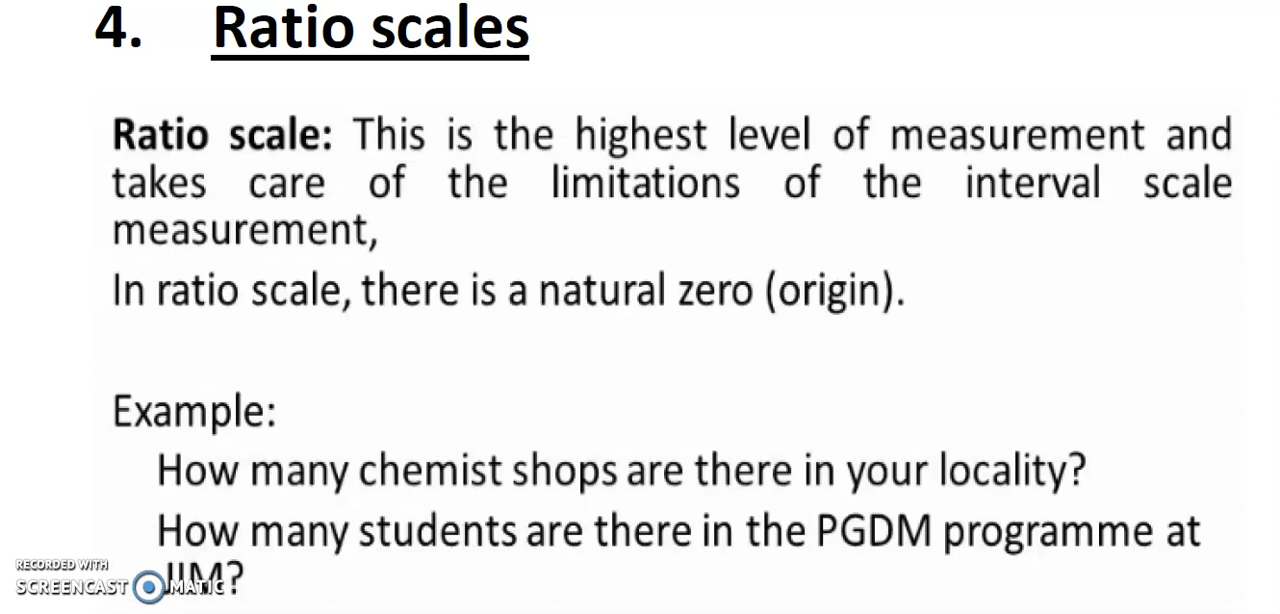 4. Ratio scales
Ratio scale: This is the highest level of measurement and
takes care of the limitations of the interval scale
measurement,
In ratio scale, there is a natural zero (origin).
Example:
How many chemist shops are there in your locality?
How many students are there in the PGDM programme at
RECORDED WITH
SCREENCAST MATIC